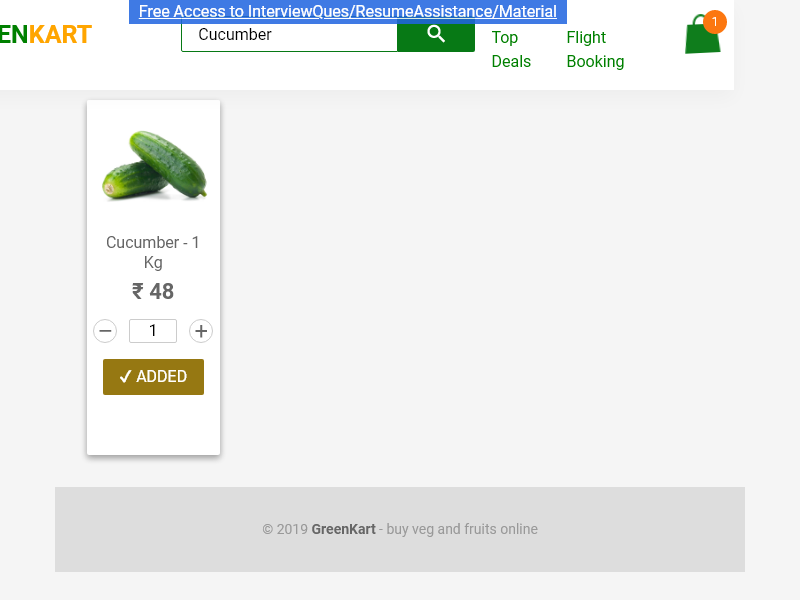 Free Access to InterviewQues/ResumeAssistance/Material
ENKART
Cucumber
Top Deals
Flight Booking
1
Cucumber - 1
Kg
₹ 48
− 1 +
✓ ADDED
© 2019 GreenKart - buy veg and fruits online